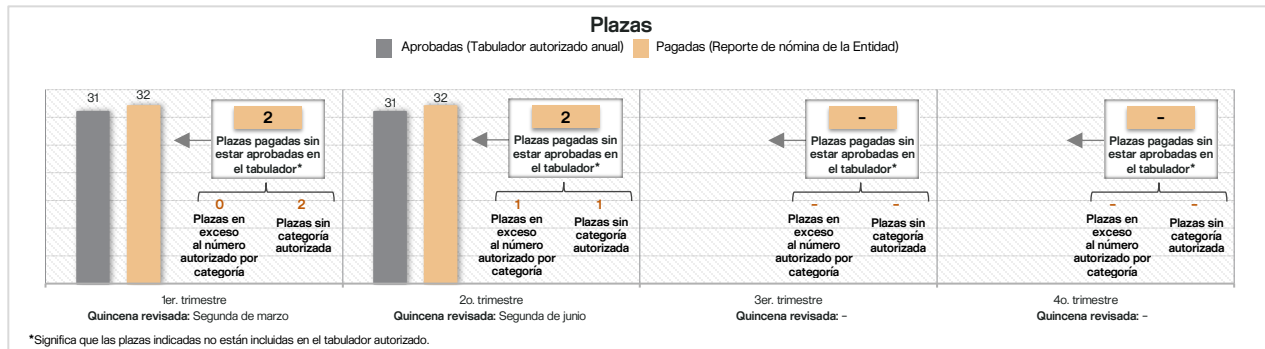 Plazas
Aprobadas (Tabulador autorizado anual) Pagadas (Reporte de nómina de la Entidad)
31 32
2
Plazas pagadas sin
estar aprobadas en
el tabulador*
0 2
Plazas en
exceso
al número
autorizado por
categoría
Plazas sin
categoría
autorizada
31 32
2
Plazas pagadas sin
estar aprobadas en
el tabulador*
1 1
Plazas en
exceso
al número
autorizado por
categoría
Plazas sin
categoría
autorizada
-
Plazas pagadas sin
estar aprobadas en
el tabulador*
- -
Plazas en
exceso
al número
autorizado por
categoría
Plazas sin
categoría
autorizada
-
Plazas pagadas sin
estar aprobadas en
el tabulador*
- -
Plazas en
exceso
al número
autorizado por
categoría
Plazas sin
categoría
autorizada
1er. trimestre
Quincena revisada: Segunda de marzo
2o. trimestre
Quincena revisada: Segunda de junio
3er. trimestre
Quincena revisada: -
4o. trimestre
Quincena revisada: -
*Significa que las plazas indicadas no están incluidas en el tabulador autorizado.